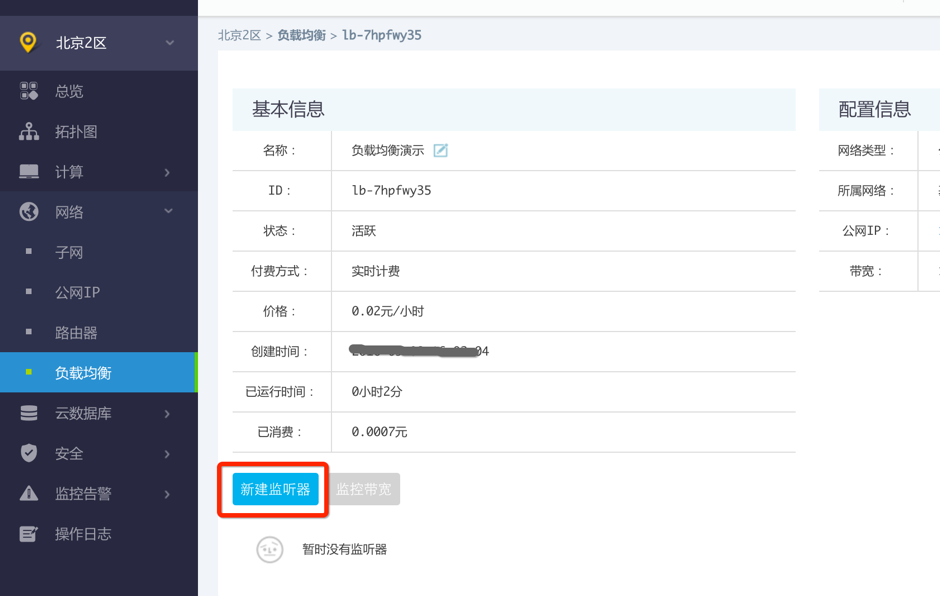 北京2区
总览
拓扑图
计算
网络
子网
公网IP
路由器
负载均衡
云数据库
安全
监控告警
操作日志
北京2区 > 负载均衡 > lb-7hpfwy35
基本信息
名称： 负载均衡演示
ID： lb-7hpfwy35
状态： 活跃
付费方式： 实时计费
价格： 0.02元/小时
创建时间： 04
已运行时间： 0小时2分
已消费： 0.0007元
新建监听器 监控带宽
暂时没有监听器
配置信息
网络类型：
所属网络：
公网IP：
带宽：